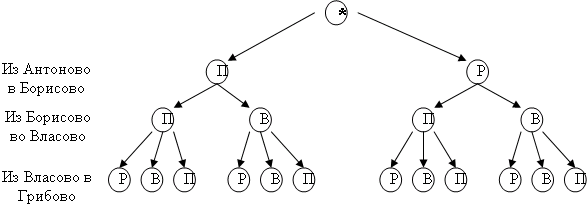 *
Из Антоново
в Борисово
П Р
Из Борисово
во Власово
П В П В
Из Власово в
Грибово
Р В П Р В П Р В П Р В П